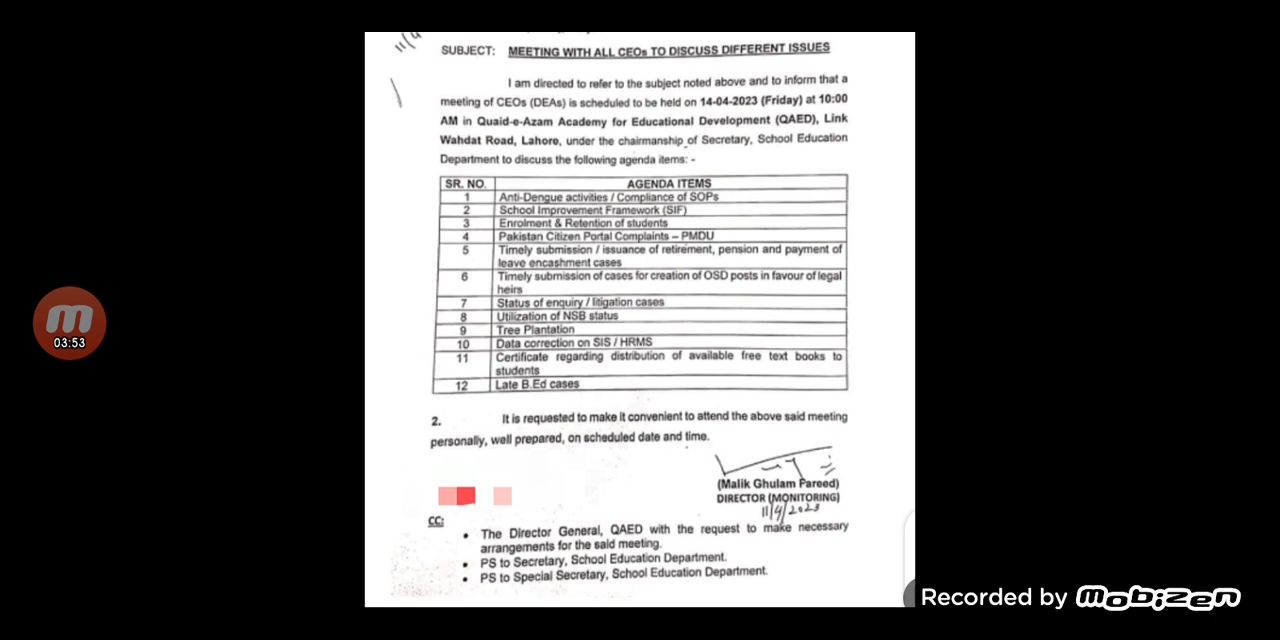 11/4
SUBJECT: MEETING WITH ALL CEOs TO DISCUSS DIFFERENT ISSUES
I am directed to refer to the subject noted above and to inform that a
meeting of CEOs (DEAs) is scheduled to be held on 14-04-2023 (Friday) at 10:00
AM in Quaid-e-Azam Academy for Educational Development (QAED), Link
Wahdat Road, Lahore, under the chairmanship of Secretary, School Education
Department to discuss the following agenda items: -
SR. NO. AGENDA ITEMS
1 Anti-Dengue activities / Compliance of SOPs
2 School Improvement Framework (SIF)
3 Enrolment & Retention of students
4 Pakistan Citizen Portal Complaints – PMDU
5 Timely submission / issuance of retirement, pension and payment of
leave encashment cases
6 Timely submission of cases for creation of OSD posts in favour of legal
heirs
7 Status of enquiry / litigation cases
8 Utilization of NSB status
9 Tree Plantation
10 Data correction on SIS / HRMS
11 Certificate regarding distribution of available free text books to
students
12 Late B.Ed cases
2. It is requested to make it convenient to attend the above said meeting
personally, well prepared, on scheduled date and time.
(Malik Ghulam Fareed)
DIRECTOR (MONITORING)
11/4/2023
CC:
• The Director General, QAED with the request to make necessary
arrangements for the said meeting.
• PS to Secretary, School Education Department.
• PS to Special Secretary, School Education Department.
03:53
Recorded by Mobizen